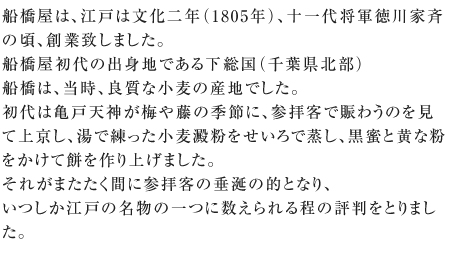 船橋屋は、江戸は文化二年（1805年）、十一代将軍徳川家斉
の頃、創業致しました。
船橋屋初代の出身地である下総国（千葉県北部）
船橋は、当時、良質な小麦の産地でした。
初代は亀戸天神が梅や藤の季節に、参拝客で賑わうのを見
て上京し、湯で練った小麦澱粉をせいろで蒸し、黒蜜と黄な粉
をかけて餅を作り上げました。
それがまたたく間に参拝客の垂涎の的となり、
いつしか江戸の名物の一つに数えられる程の評判をとりまし
た。